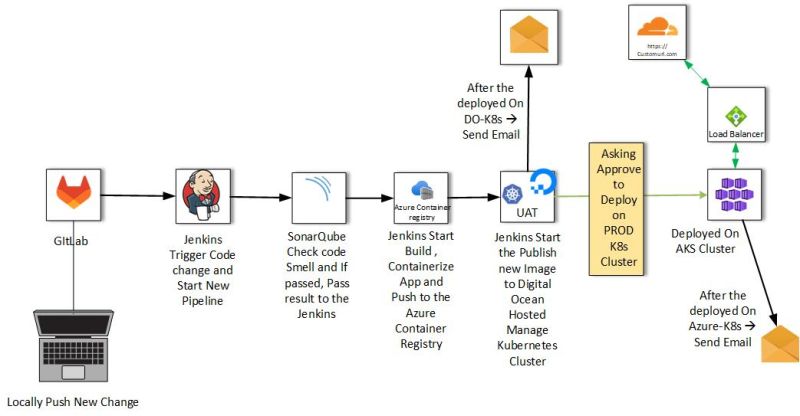 https://
Customurl.com
After the
deployed On
DO-K8s → 
Send Email
Load Balancer
Asking
Approve
to
Deploy
on
PROD
K8s
Cluster
Azure Container
registry
UAT
GItLab
Jenkins
Trigger Code
change and
Start New
Pipeline
SonarQube
Check code
Smell and If
passed, Pass
result to the
Jenkins
Jenkins Start
Build ,
Containerize
App and
Push to the
Azure
Container
Registry
Jenkins Start
the Publish
new Image
to Digital
Ocean
Hosted
Manage
Kubernetes
Cluster
Deployed On
AKS Cluster
After the
deployed On
Azure-K8s →
Send Email
Locally Push New Change